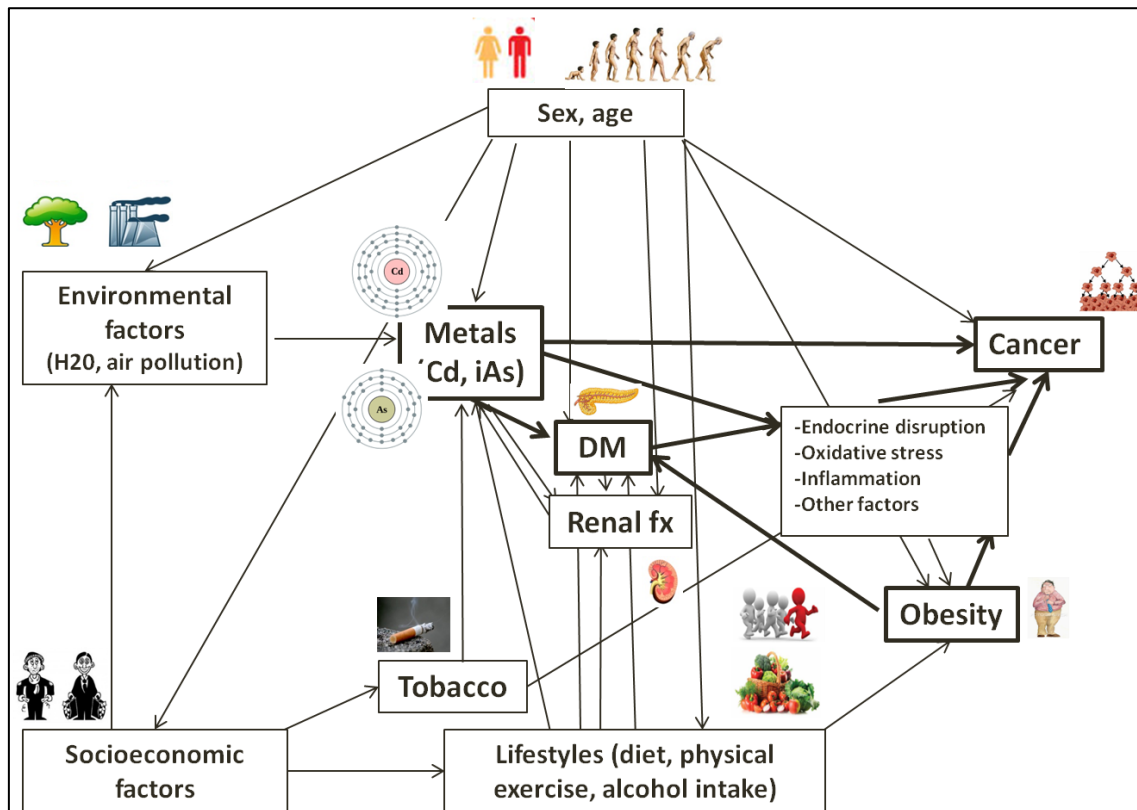 Sex, age
Environmental
factors
(H20, air pollution)
Cd
As
Metals
‘Cd, iAs)
Cancer
DM
Renal fx
-Endocrine disruption
-Oxidative stress
-Inflammation
-Other factors
Obesity
Tobacco
Socioeconomic
factors
Lifestyles (diet, physical
exercise, alcohol intake)